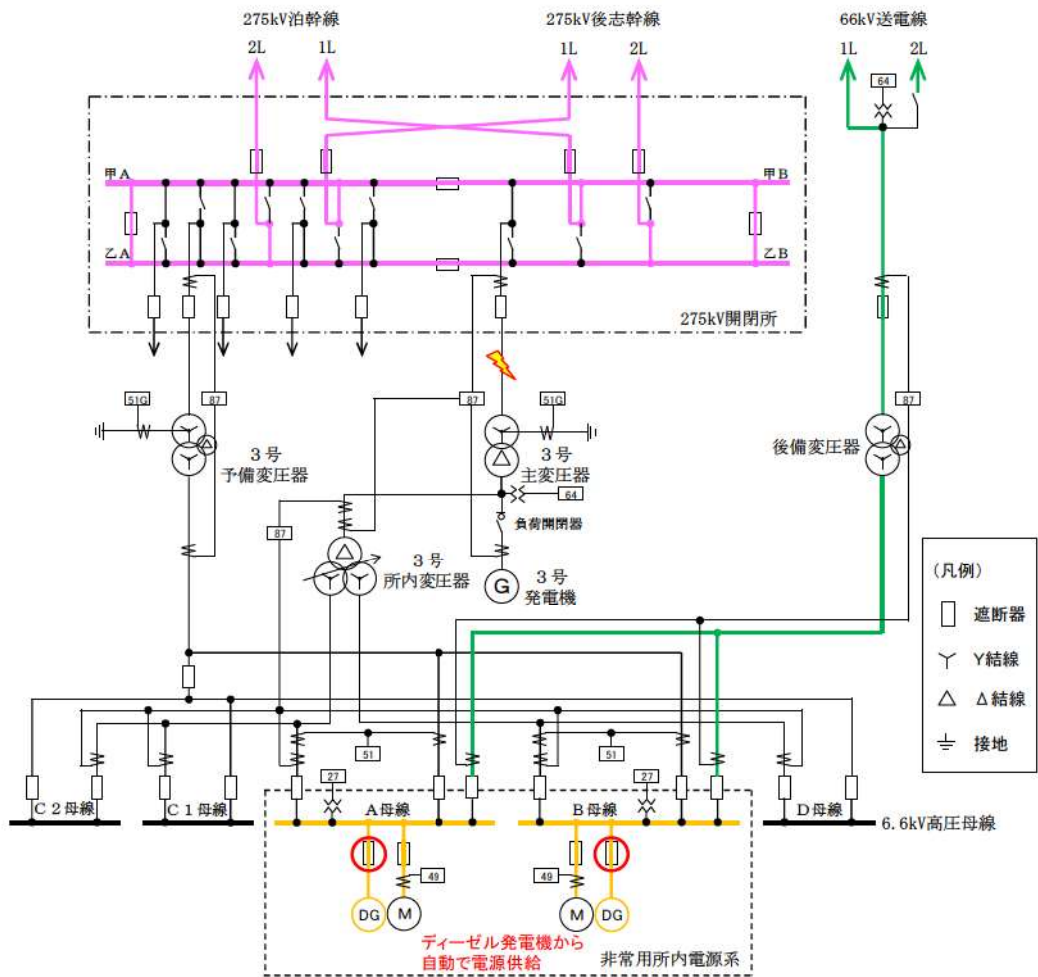 275kV泊幹線 275kV後志幹線 66kV送電線
2L 1L 1L 2L 1L 2L
64
甲A 甲B
乙A 乙B
275kV開閉所
51G 87 87 51G 87
3号
予備変圧器
3号
主変圧器
後備変圧器
64
87
負荷開閉器
3号
所内変圧器
G
3号
発電機
(凡例)
遮断器
Y結線
Δ結線
接地
51 51
27 27
C2母線 C1母線 A母線 B母線 D母線
6.6kV高圧母線
49 49
DG M M DG
ディーゼル発電機から
自動で電源供給
非常用所内電源系